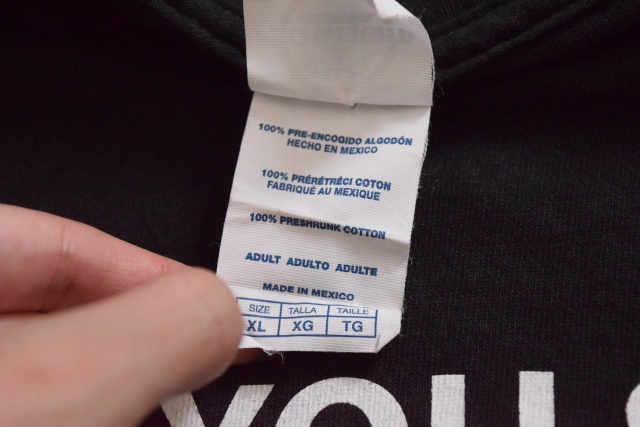 100% PRE-ENCOGIDO ALGODÓN
HECHO EN MEXICO
100% PRÉRÉTRÉCI COTON
FABRIQUÉ AU MEXIQUE
100% PRESHRUNK COTTON
ADULT ADULTO ADULTE
MADE IN MEXICO
SIZE TALLA TAILLE
XL XG TG
YOU